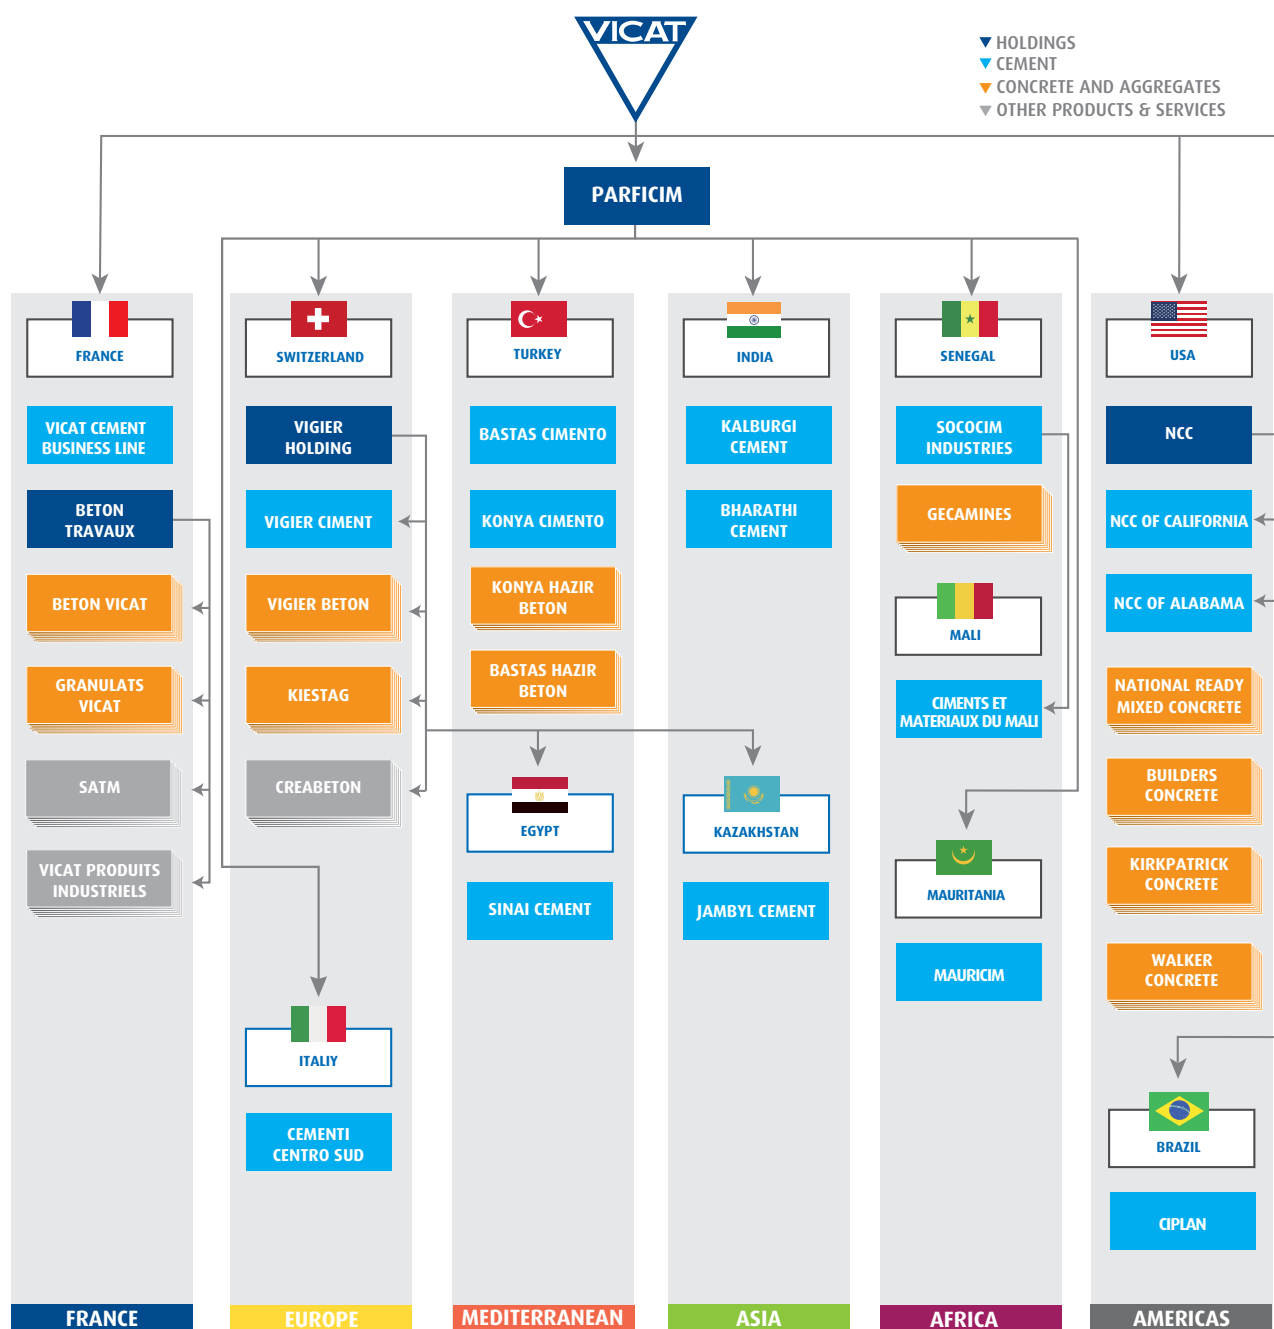 VICAT
HOLDINGS
CEMENT
CONCRETE AND AGGREGATES
OTHER PRODUCTS & SERVICES
PARFICIM
FRANCE
VICAT CEMENT
BUSINESS LINE
BETON
TRAVAUX
BETON VICAT
GRANULATS
VICAT
SATM
VICAT PRODUITS
INDUSTRIELS
FRANCE
SWITZERLAND
VIGIER
HOLDING
VIGIER CIMENT
VIGIER BETON
KIESTAG
CREABETON
ITALIY
CEMENTI
CENTRO SUD
EUROPE
TURKEY
BASTAS CIMENTO
KONYA CIMENTO
KONYA HAZIR
BETON
BASTAS HAZIR
BETON
EGYPT
SINAI CEMENT
MEDITERRANEAN
INDIA
KALBURGI
CEMENT
BHARATHI
CEMENT
KAZAKHSTAN
JAMBYL CEMENT
ASIA
SENEGAL
SOCOCIM
INDUSTRIES
GECAMINES
MALI
CIMENTS ET
MATERIAUX DU MALI
MAURITANIA
MAURICIM
AFRICA
USA
NCC
NCC OF CALIFORNIA
NCC OF ALABAMA
NATIONAL READY
MIXED CONCRETE
BUILDERS
CONCRETE
KIRKPATRICK
CONCRETE
WALKER
CONCRETE
BRAZIL
CIPLAN
AMERICAS